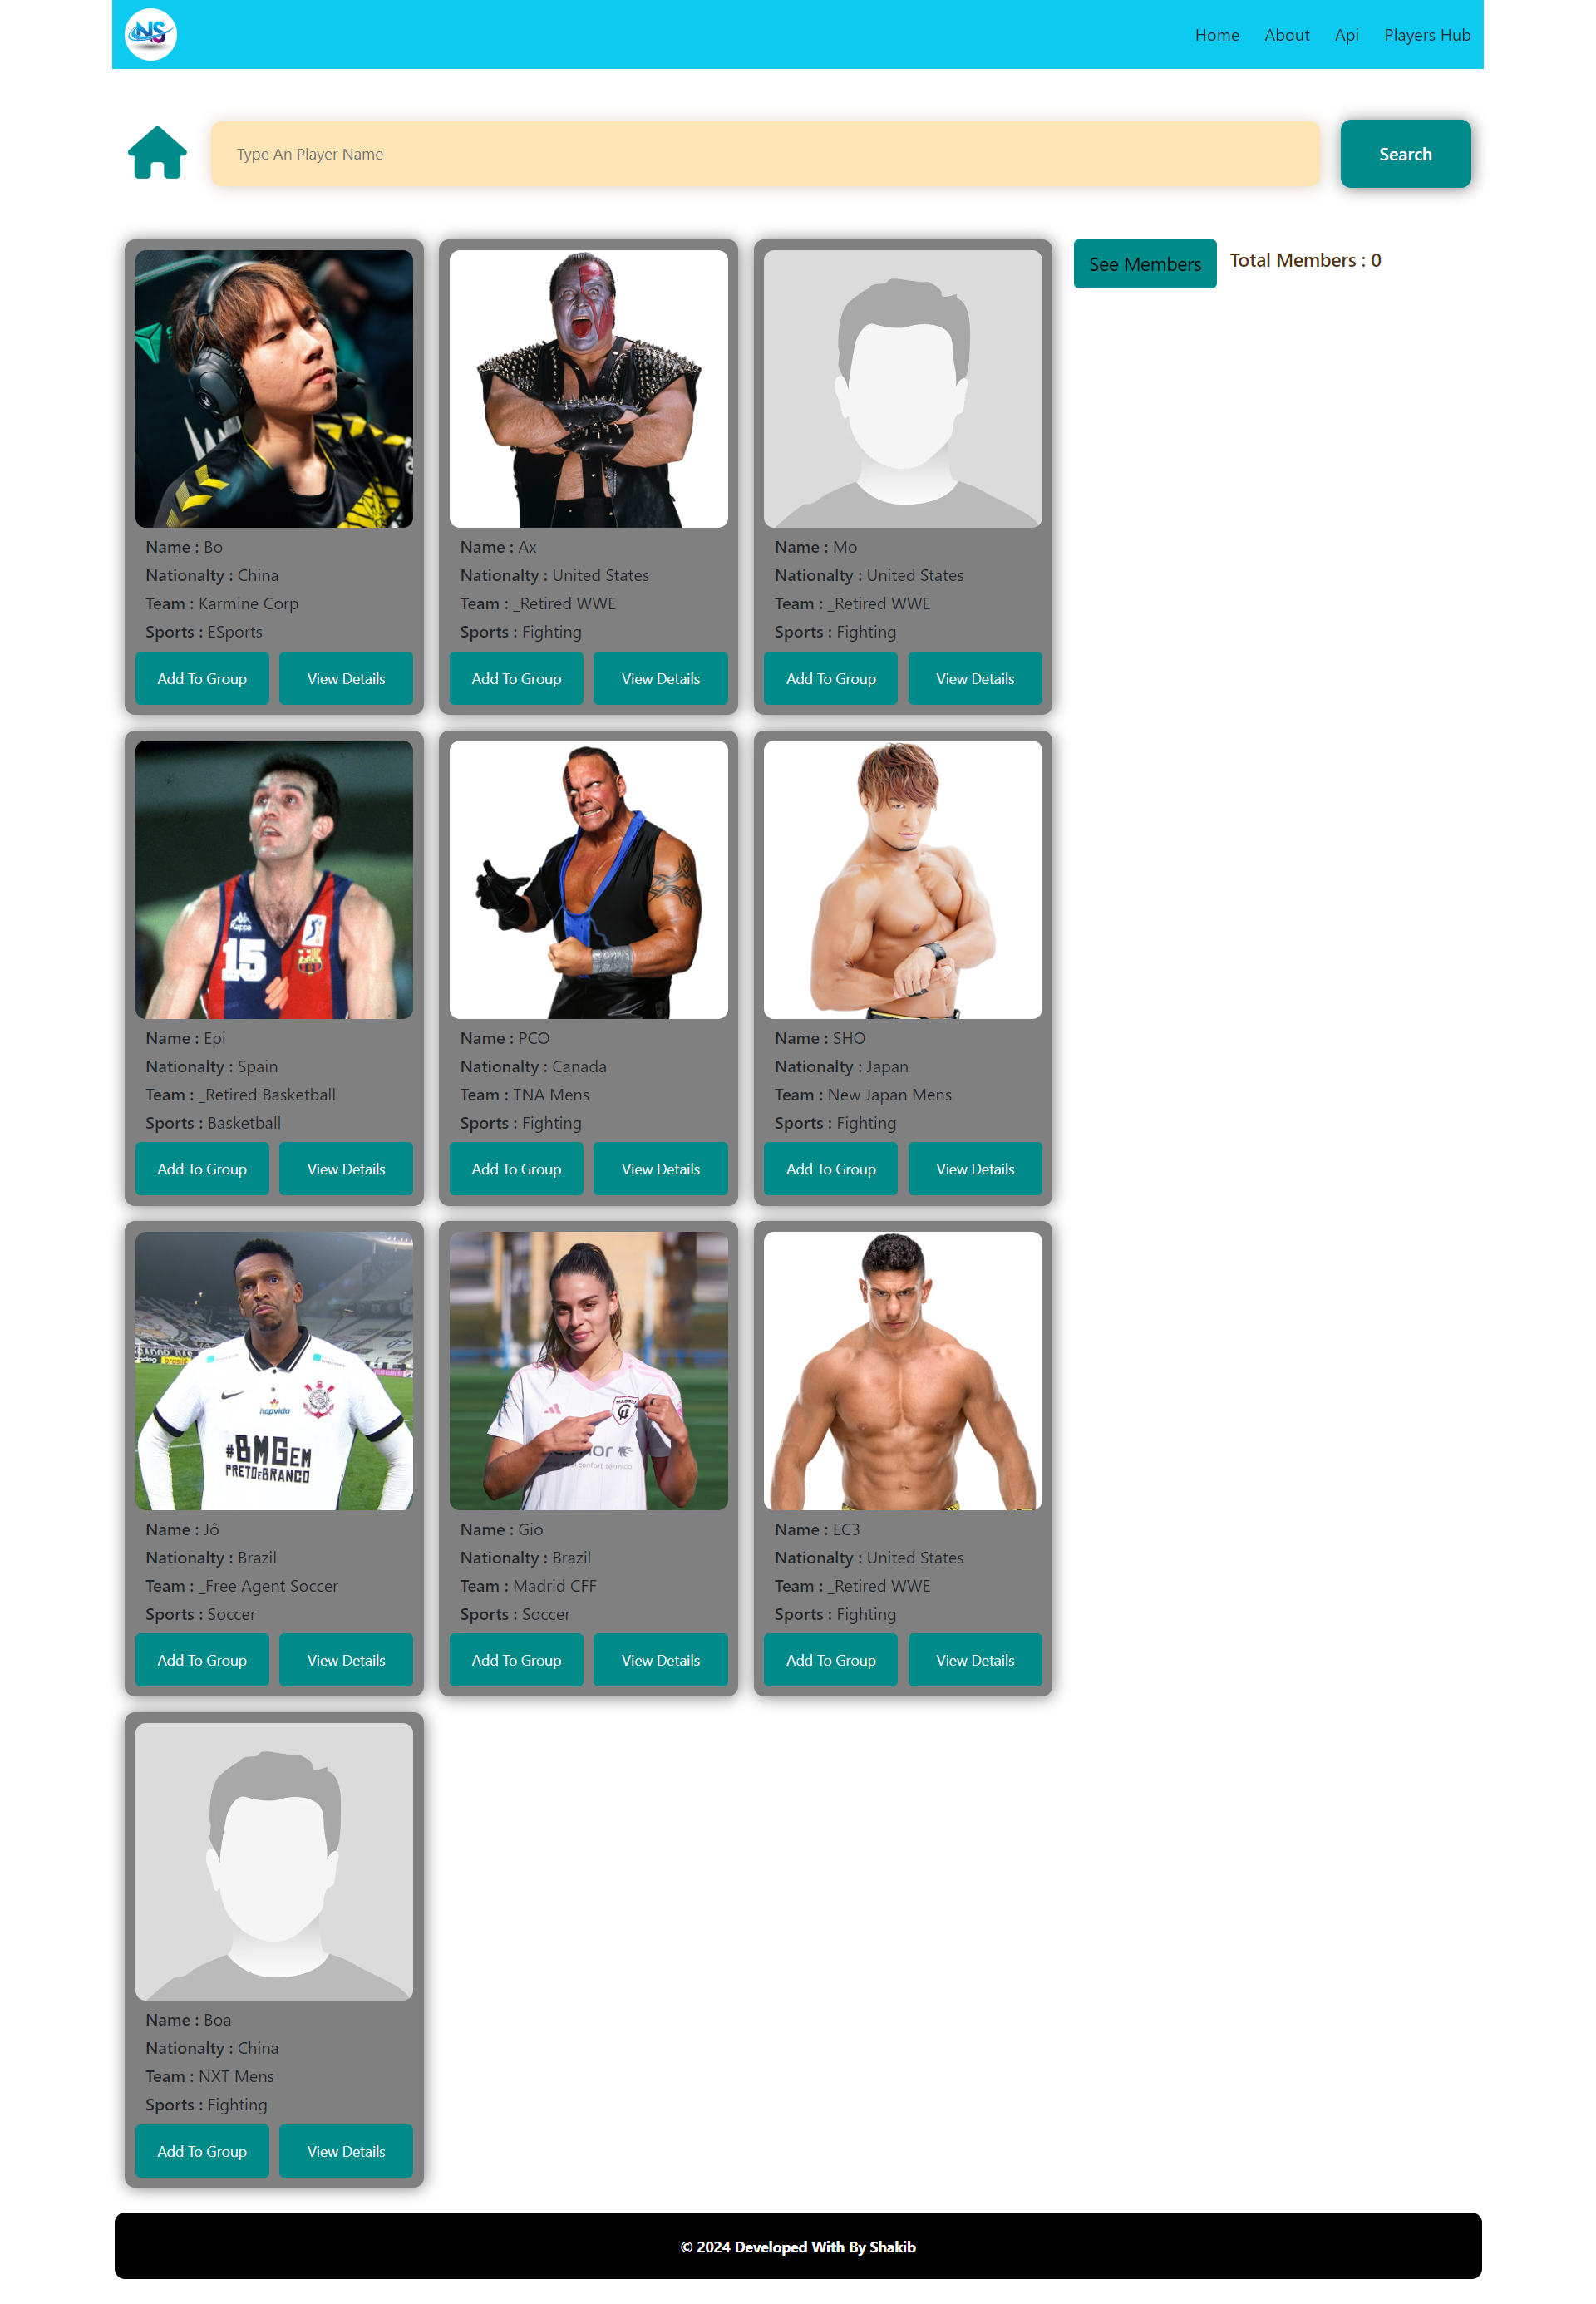 NS
Home About Api Players Hub
Type An Player Name
Search
See Members
Total Members : 0
Name : Bo
Nationalty : China
Team : Karmine Corp
Sports : ESports
Add To Group View Details
Name : Ax
Nationalty : United States
Team : _Retired WWE
Sports : Fighting
Add To Group View Details
Name : Mo
Nationalty : United States
Team : _Retired WWE
Sports : Fighting
Add To Group View Details
Kappa
15
Name : Epi
Nationalty : Spain
Team : _Retired Basketball
Sports : Basketball
Add To Group View Details
Name : PCO
Nationalty : Canada
Team : TNA Mens
Sports : Fighting
Add To Group View Details
Name : SHO
Nationalty : Japan
Team : New Japan Mens
Sports : Fighting
Add To Group View Details
hapvida
#BMGEM
PRETOEBRANCO
Name : Jô
Nationalty : Brazil
Team : _Free Agent Soccer
Sports : Soccer
Add To Group View Details
MADRID
confort térmico
Name : Gio
Nationalty : Brazil
Team : Madrid CFF
Sports : Soccer
Add To Group View Details
Name : EC3
Nationalty : United States
Team : _Retired WWE
Sports : Fighting
Add To Group View Details
Name : Boa
Nationalty : China
Team : NXT Mens
Sports : Fighting
Add To Group View Details
© 2024 Developed With By Shakib